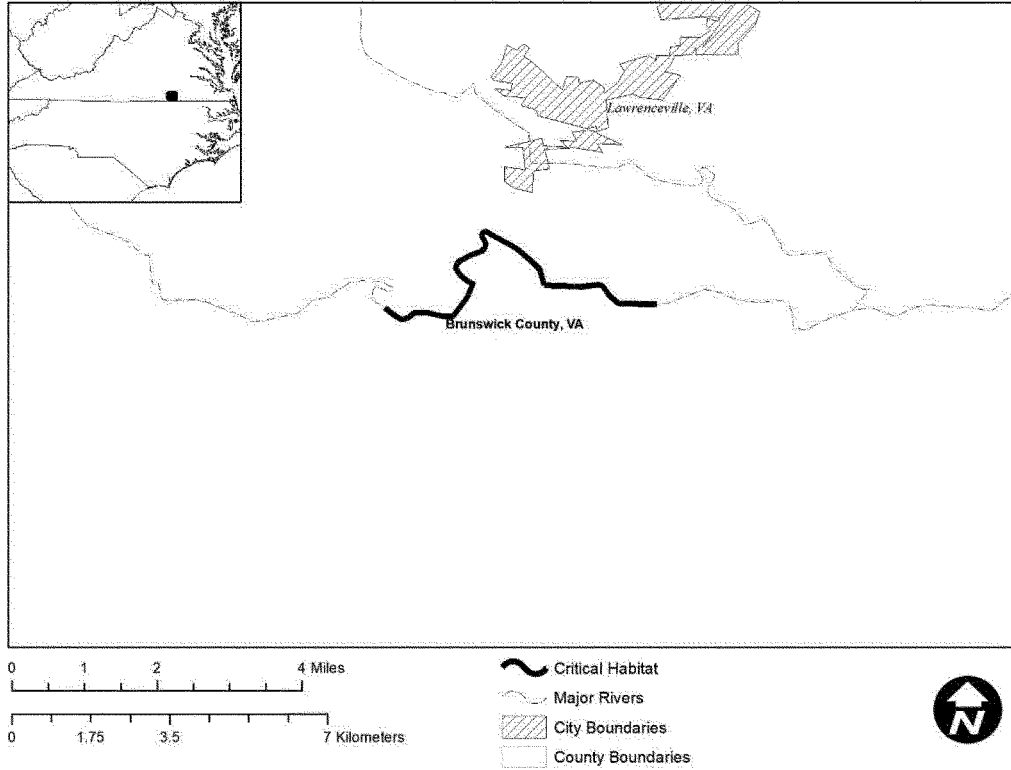 Lawrenceville, VA
Brunswick County, VA
0 1 2 4 Miles
0 1.75 3.5 7 Kilometers
Critical Habitat
Major Rivers
City Boundaries
County Boundaries
N